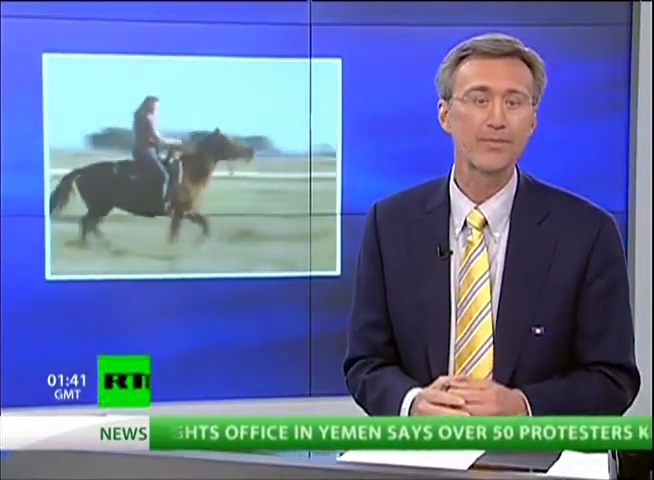 01:41
GMT
RT
NEWS
GHTS OFFICE IN YEMEN SAYS OVER 50 PROTESTERS K